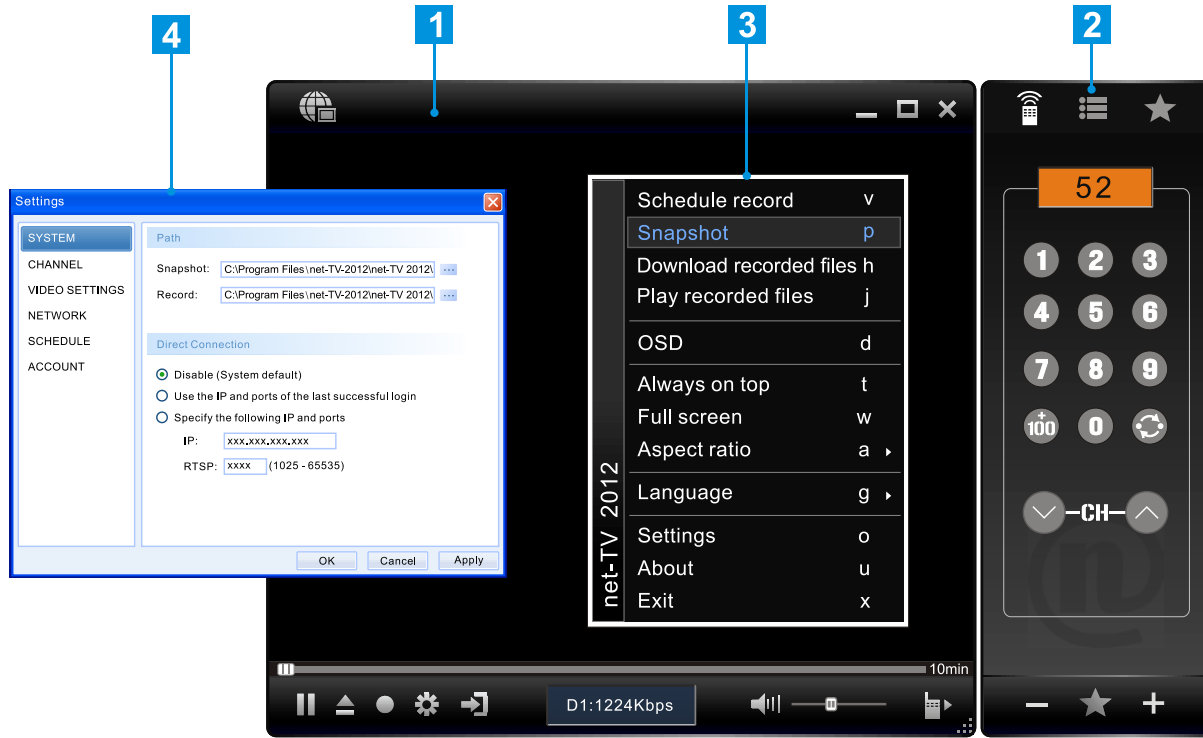 4
1
3
2
Settings
SYSTEM
CHANNEL
VIDEO SETTINGS
NETWORK
SCHEDULE
ACCOUNT
Path
Snapshot: C:\Program Files\net-TV-2012\net-TV 2012\ ...
Record: C:\Program Files\net-TV-2012\net-TV 2012\ ...
Direct Connection
Disable (System default)
Use the IP and ports of the last successful login
Specify the following IP and ports
IP: xxx.xxx.xxx.xxx
RTSP: xxxx (1025 - 65535)
OK Cancel Apply
net-TV 2012
Schedule record v
Snapshot p
Download recorded files h
Play recorded files j
OSD d
Always on top t
Full screen w
Aspect ratio a
Language g
Settings o
About u
Exit x
10min
D1:1224Kbps
52
1 2 3
4 5 6
7 8 9
+100 0
-CH-